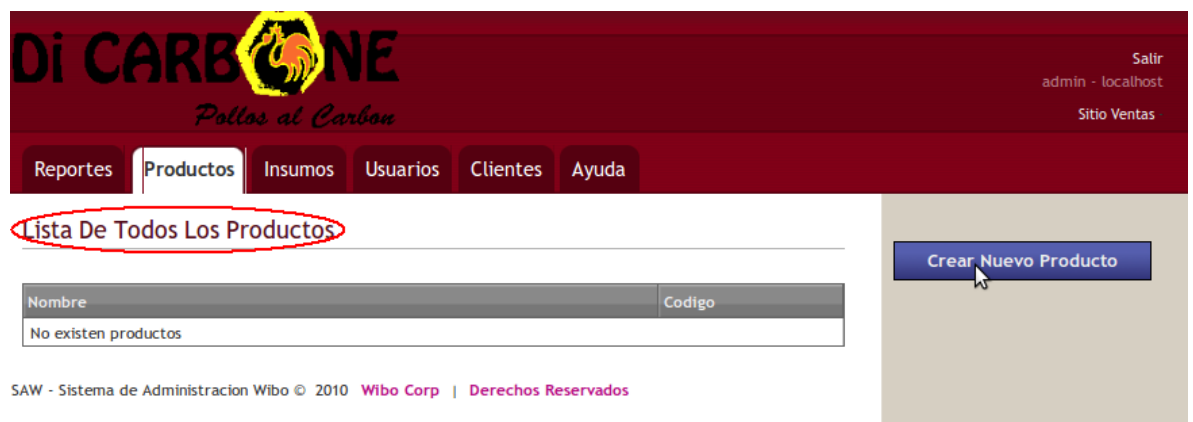 Di CARBONE
Pollos al Carbon
Salir
admin - localhost
Sitio Ventas
Reportes Productos Insumos Usuarios Clientes Ayuda
Lista De Todos Los Productos
Crear Nuevo Producto
Nombre Codigo
No existen productos
SAW - Sistema de Administracion Wibo © 2010 Wibo Corp | Derechos Reservados